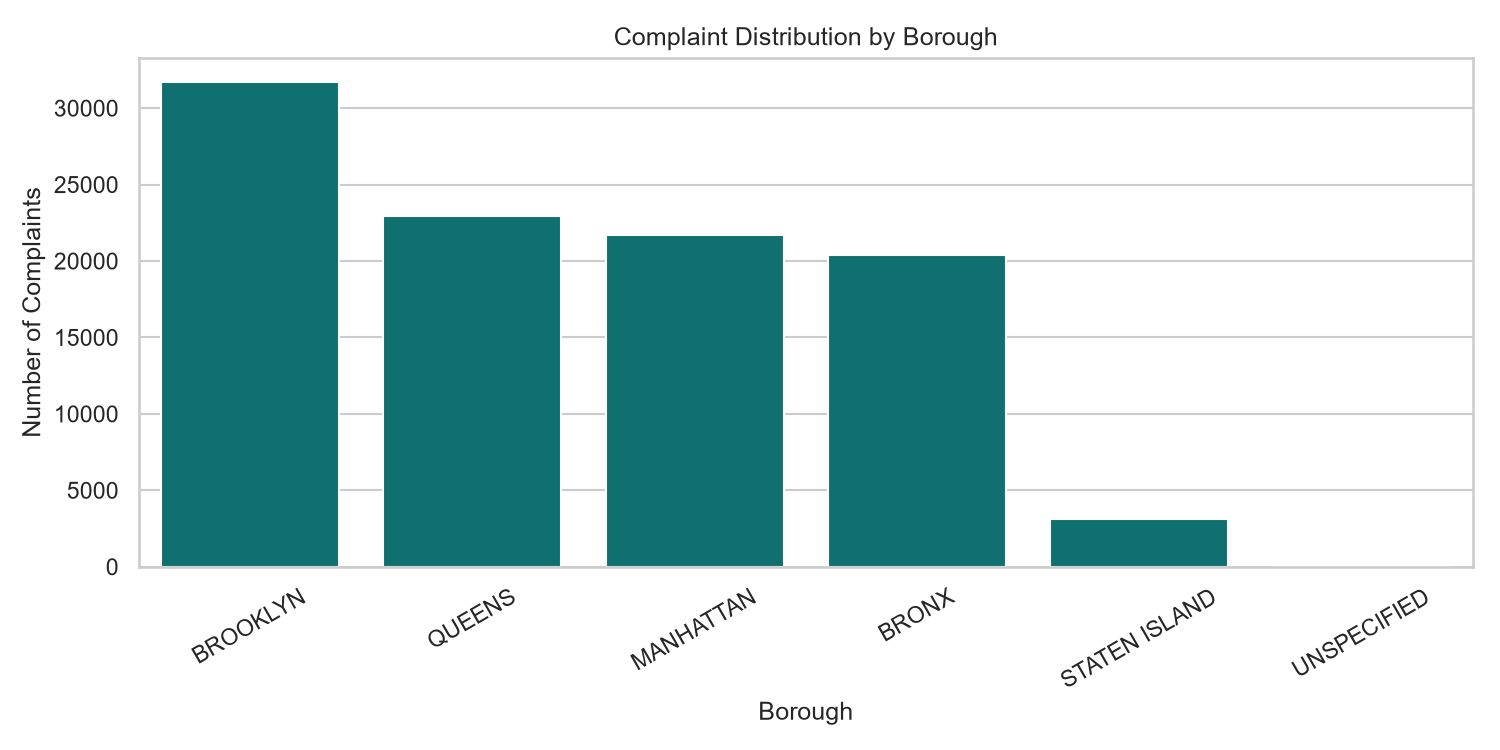 Complaint Distribution by Borough
Number of Complaints
30000
25000
20000
15000
10000
5000
0
BROOKLYN
QUEENS
MANHATTAN
BRONX
STATEN ISLAND
UNSPECIFIED
Borough